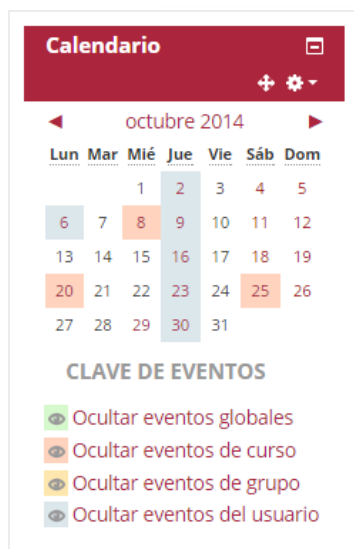 Calendario
octubre 2014
Lun Mar Mié Jue Vie Sáb Dom
1 2 3 4 5
6 7 8 9 10 11 12
13 14 15 16 17 18 19
20 21 22 23 24 25 26
27 28 29 30 31
CLAVE DE EVENTOS
Ocultar eventos globales
Ocultar eventos de curso
Ocultar eventos de grupo
Ocultar eventos del usuario